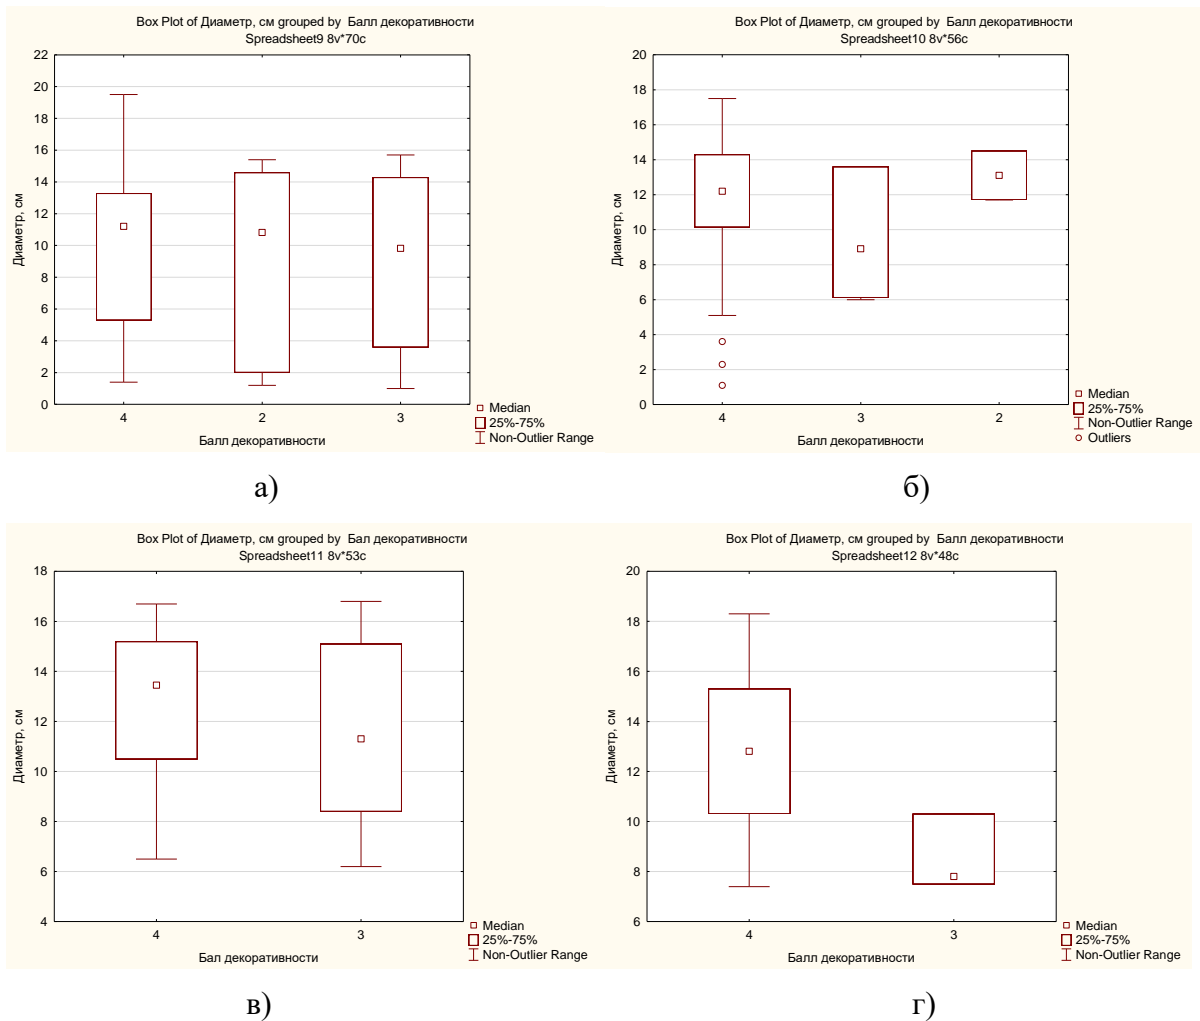 Box Plot of Диаметр, см grouped by Балл декоративности
Spreadsheet9 8v*70c
22
20
18
16
14
12
10
8
6
4
2
0
Диаметр, см
4 2 3
Балл декоративности
Median
25%-75%
Non-Outlier Range
а)
Box Plot of Диаметр, см grouped by Балл декоративности
Spreadsheet10 8v*56c
20
18
16
14
12
10
8
6
4
2
0
Диаметр, см
4 3 2
Балл декоративности
Median
25%-75%
Non-Outlier Range
Outliers
б)
Box Plot of Диаметр, см grouped by Бал декоративности
Spreadsheet11 8v*53c
18
16
14
12
10
8
6
4
Диаметр, см
4 3
Бал декоративности
Median
25%-75%
Non-Outlier Range
в)
Box Plot of Диаметр, см grouped by Балл декоративности
Spreadsheet12 8v*48c
20
18
16
14
12
10
8
6
Диаметр, см
4 3
Балл декоративности
Median
25%-75%
Non-Outlier Range
г)